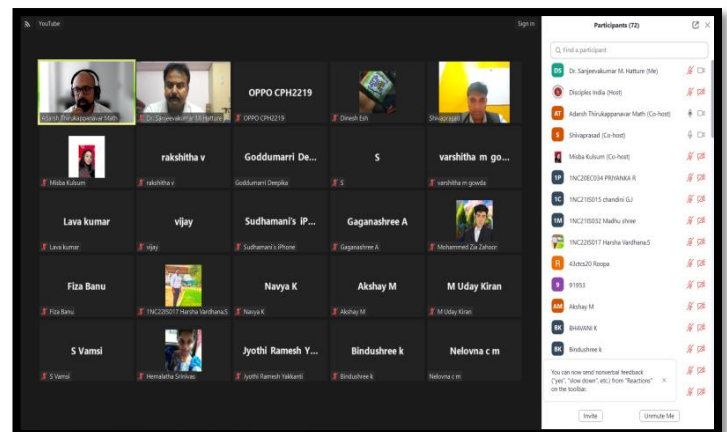 YouTube
Sign in
Adarsh Thirukappanavar Math
Dr. Sanjeevakumar M. Hatture
OPPO CPH2219
OPPO CPH2219
Dinesh Esh
Shivaprasad
Misba Kulsum
rakshitha v
rakshitha v
Goddumarri De...
Goddumarri Deepika
S
S
varshitha m go...
varshitha m gowda
Lava kumar
Lava kumar
vijay
vijay
Sudhamani's iP...
Sudhamani's iPhone
Gaganashree A
Gaganashree A
Mohammed Zia Zahoor
Fiza Banu
Fiza Banu
1NC22IS017 Harsha Vardhana.S
Navya K
Navya K
Akshay M
Akshay M
M Uday Kiran
M Uday Kiran
S Vamsi
S Vamsi
Hemalatha Srinivas
Jyothi Ramesh Y...
Jyothi Ramesh Yakkanti
Bindushree k
Bindushree k
Nelovna c m
Nelovna c m
Participants (72)
Find a participant
DS Dr. Sanjeevakumar M. Hatture (Me)
Disciples India (Host)
AT Adarsh Thirukappanavar Math (Co-host)
S Shivaprasad (Co-host)
Misba Kulsum (Co-host)
1P 1NC20EC034 PRIYANKA R
1C 1NC21IS015 chandini GJ
1M 1NC21IS032 Madhu shree
1NC22IS017 Harsha Vardhana.S
R 43ctcs20 Roopa
9 91953
AM Akshay M
BK BHAVANI K
BK Bindushree k
You can now send nonverbal feedback
("yes", "slow down", etc.) from "Reactions"
on the toolbar.
Invite
Unmute Me